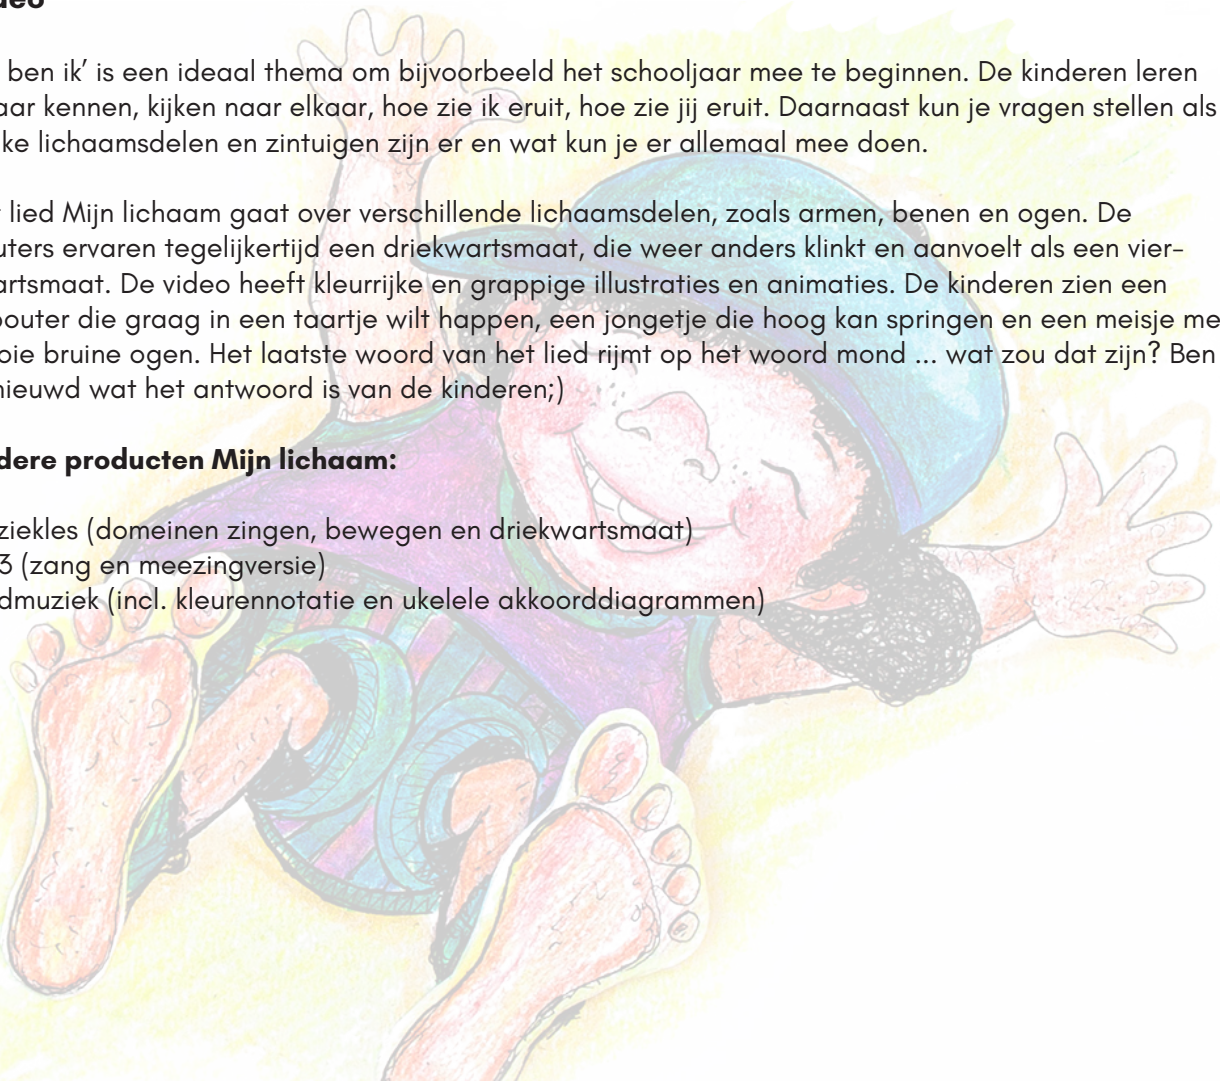 deo
ben ik’ is een ideaal thema om bijvoorbeeld het schooljaar mee te beginnen. De kinderen leren
aar kennen, kijken naar elkaar, hoe zie ik eruit, hoe zie jij eruit. Daarnaast kun je vragen stellen als
ke lichaamsdelen en zintuigen zijn er en wat kun je er allemaal mee doen.
lied Mijn lichaam gaat over verschillende lichaamsdelen, zoals armen, benen en ogen. De
uters ervaren tegelijkertijd een driekwartsmaat, die weer anders klinkt en aanvoelt als een vier-
artsmaat. De video heeft kleurrijke en grappige illustraties en animaties. De kinderen zien een
bouter die graag in een taartje wilt happen, een jongetje die hoog kan springen en een meisje me
oie bruine ogen. Het laatste woord van het lied rijmt op het woord mond ... wat zou dat zijn? Ben
nieuwd wat het antwoord is van de kinderen;)
dere producten Mijn lichaam:
ziekles (domeinen zingen, bewegen en driekwartsmaat)
3 (zang en meezingversie)
dmuziek (incl. kleurennotatie en ukelele akkoorddiagrammen)